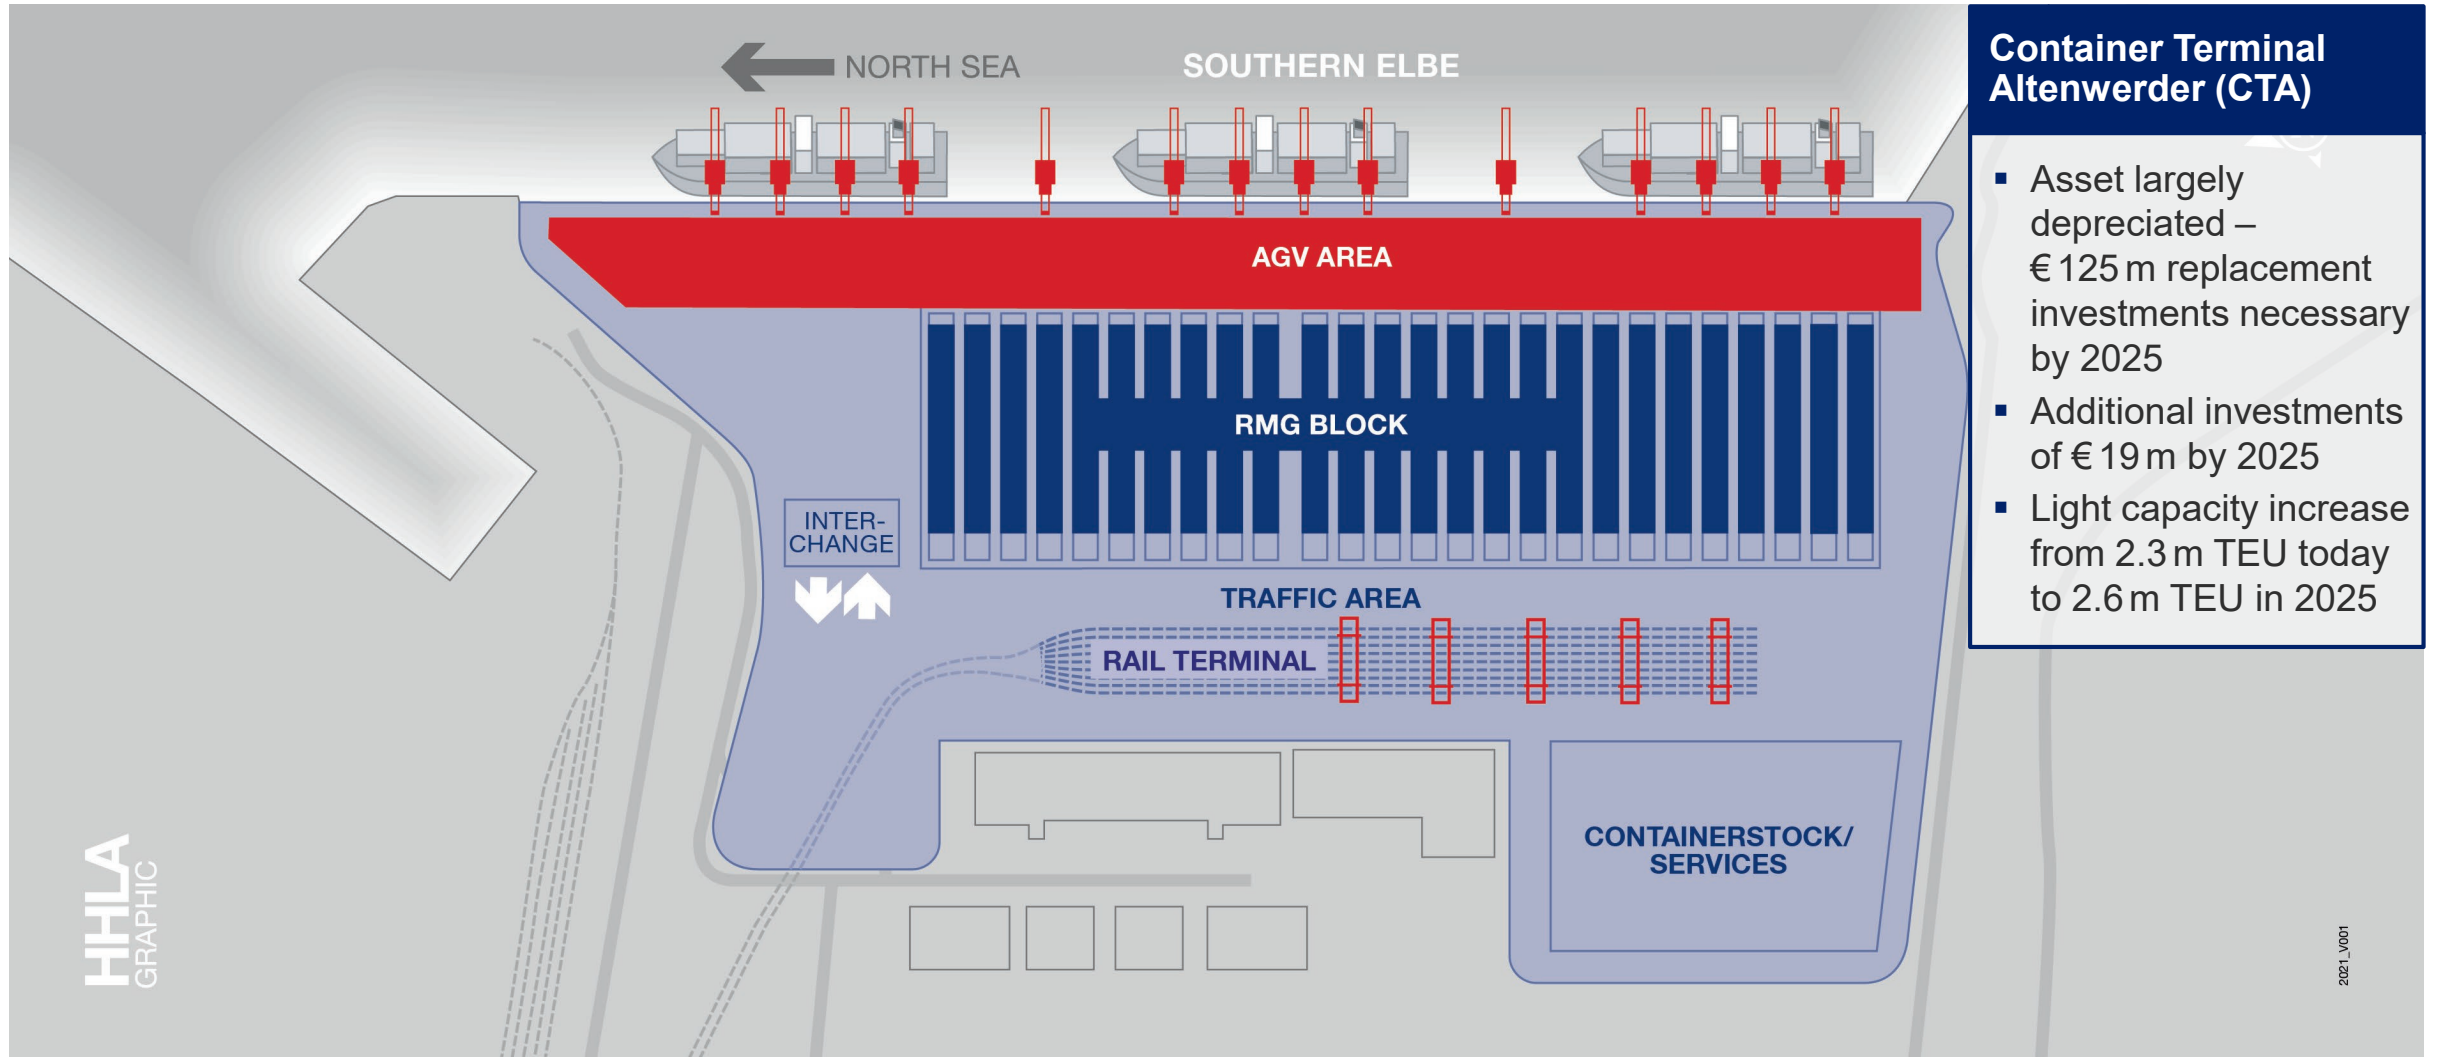 NORTH SEA
SOUTHERN ELBE
Container Terminal
Altenwerder (CTA)
▪ Asset largely
depreciated –
€ 125 m replacement
investments necessary
by 2025
▪ Additional investments
of € 19 m by 2025
▪ Light capacity increase
from 2.3 m TEU today
to 2.6 m TEU in 2025
AGV AREA
RMG BLOCK
INTER-
CHANGE
TRAFFIC AREA
RAIL TERMINAL
CONTAINERSTOCK/
SERVICES
HHLA
GRAPHIC
2021_V001